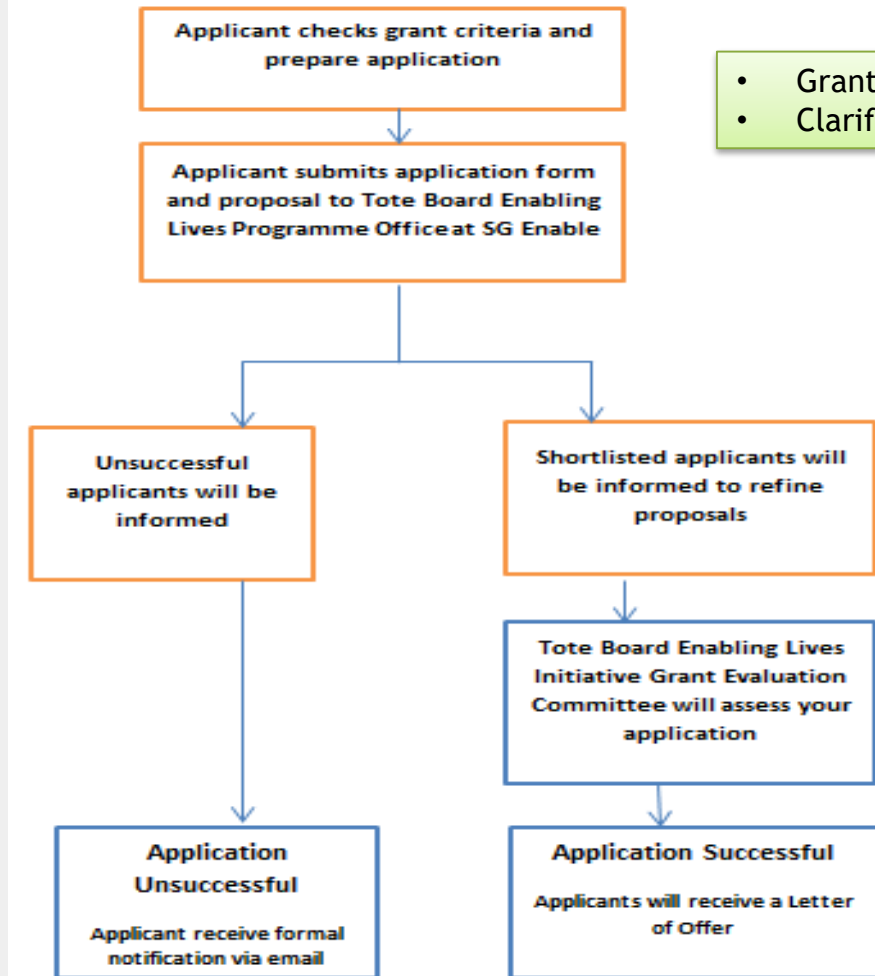 Applicant checks grant criteria and
prepare application
• Grant
• Clarif
Applicant submits application form
and proposal to Tote Board Enabling
Lives Programme Office at SG Enable
Unsuccessful
applicants will be
informed
Shortlisted applicants will
be informed to refine
proposals
Tote Board Enabling Lives
Initiative Grant Evaluation
Committee will assess your
application
Application
Unsuccessful
Applicant receive formal
notification via email
Application Successful
Applicants will receive a Letter
of Offer